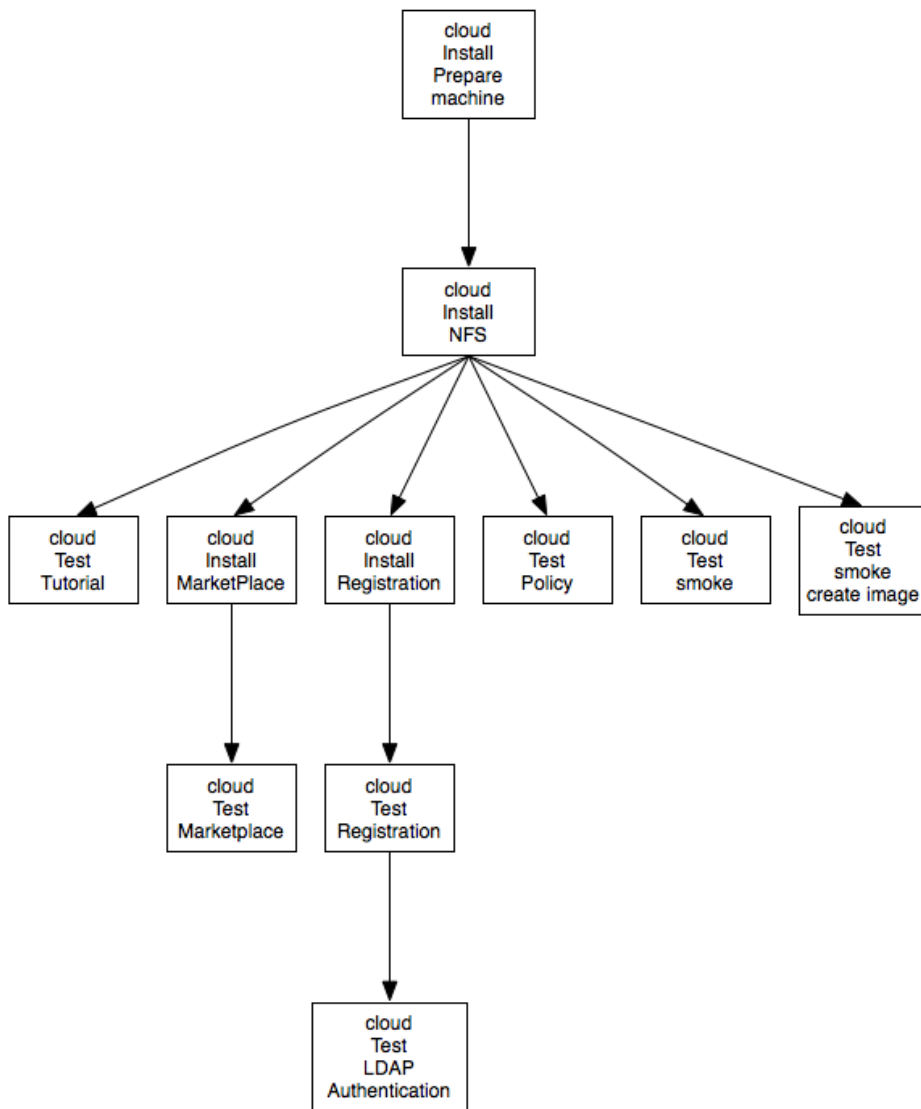 cloud
Install
Prepare
machine
cloud
Install
NFS
cloud
Test
Tutorial
cloud
Install
MarketPlace
cloud
Install
Registration
cloud
Test
Policy
cloud
Test
smoke
cloud
Test
smoke
create image
cloud
Test
Marketplace
cloud
Test
Registration
cloud
Test
LDAP
Authentication